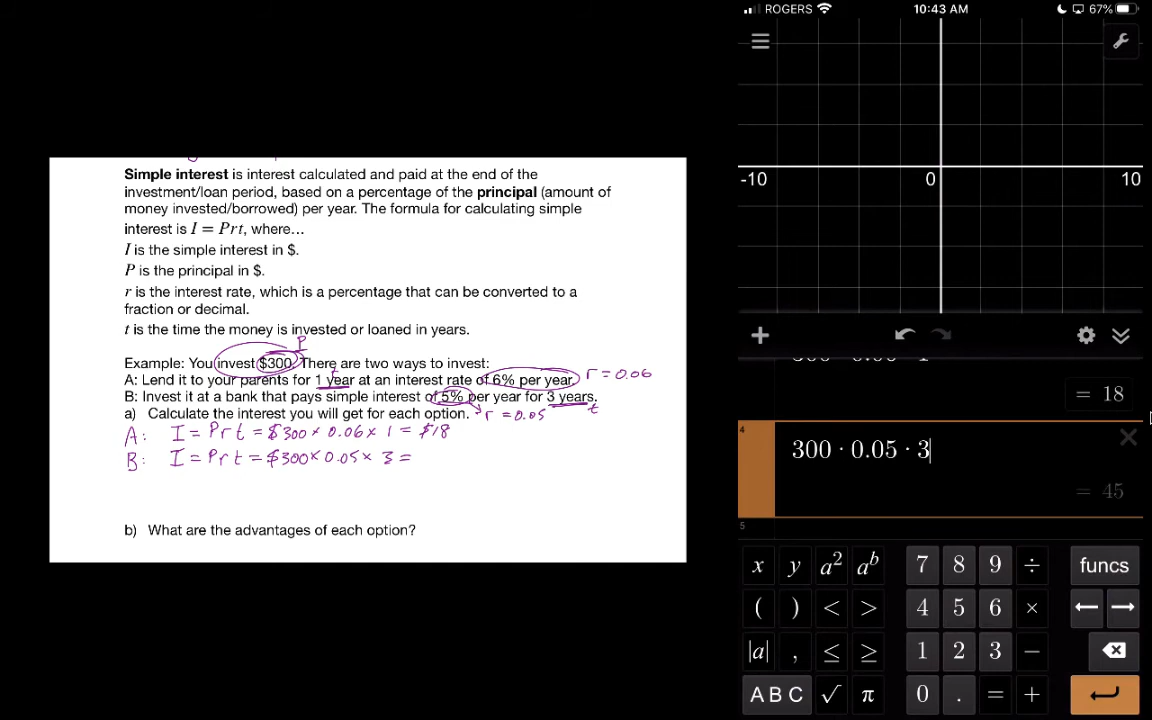 ROGERS 10:43 AM 67%
-10 0 10
Simple interest is interest calculated and paid at the end of the
investment/loan period, based on a percentage of the principal (amount of
money invested/borrowed) per year. The formula for calculating simple
interest is I = Prt, where...
I is the simple interest in $.
P is the principal in $.
r is the interest rate, which is a percentage that can be converted to a
fraction or decimal.
t is the time the money is invested or loaned in years.
P
Example: You invest $300. There are two ways to invest:
t
A: Lend it to your parents for 1 year at an interest rate of 6% per year. r = 0.06
B: Invest it at a bank that pays simple interest of 5% per year for 3 years.
a) Calculate the interest you will get for each option. r = 0.05 t
A: I = Prt = $300 × 0.06 × 1 = $18
B: I = Prt = $300 × 0.05 × 3 =
b) What are the advantages of each option?
= 18
4
300 · 0.05 · 3
= 45
5
x y a² aᵇ 7 8 9 ÷ funcs
( ) < > 4 5 6 × ← →
|a| , ≤ ≥ 1 2 3 −
A B C √ π 0 . = +